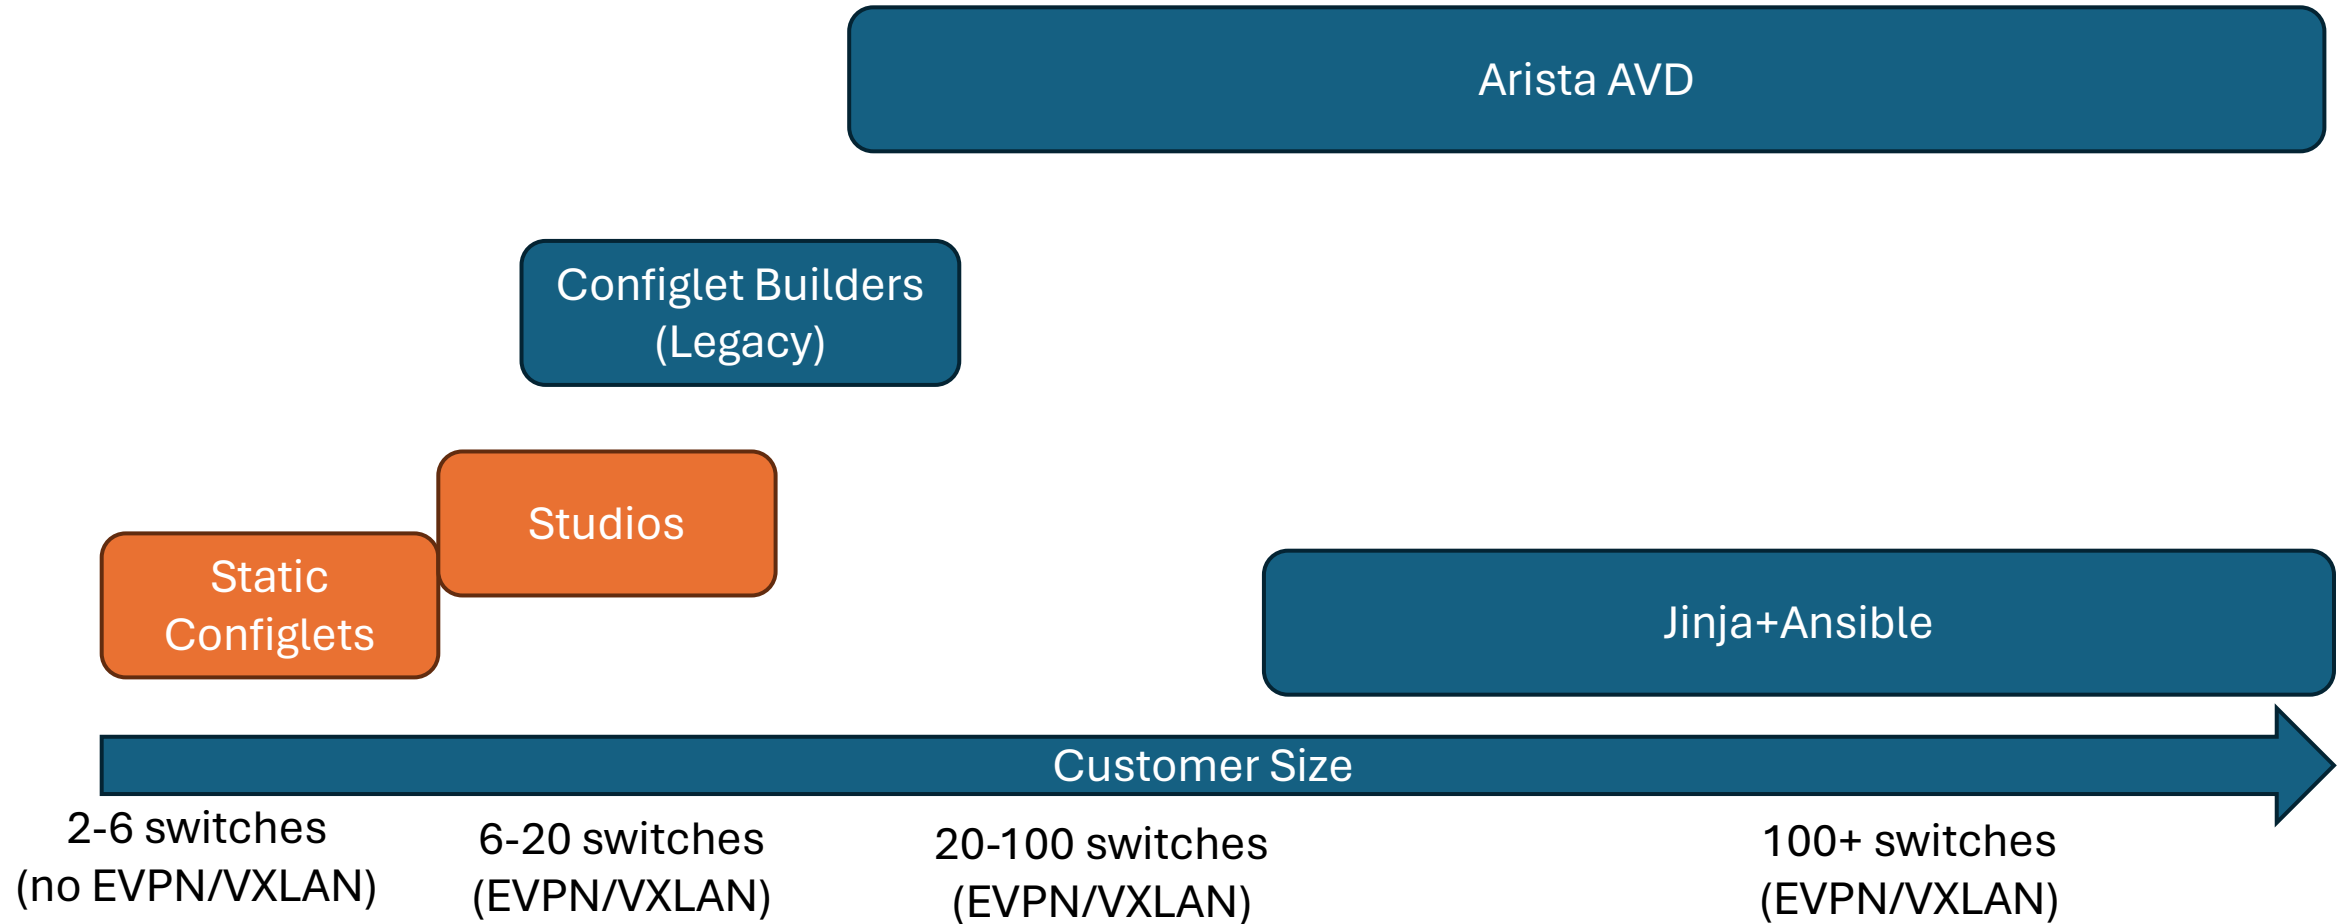 Arista AVD
Configlet Builders
(Legacy)
Studios
Static
Configlets
Jinja+Ansible
Customer Size
2-6 switches
(no EVPN/VXLAN)
6-20 switches
(EVPN/VXLAN)
20-100 switches
(EVPN/VXLAN)
100+ switches
(EVPN/VXLAN)